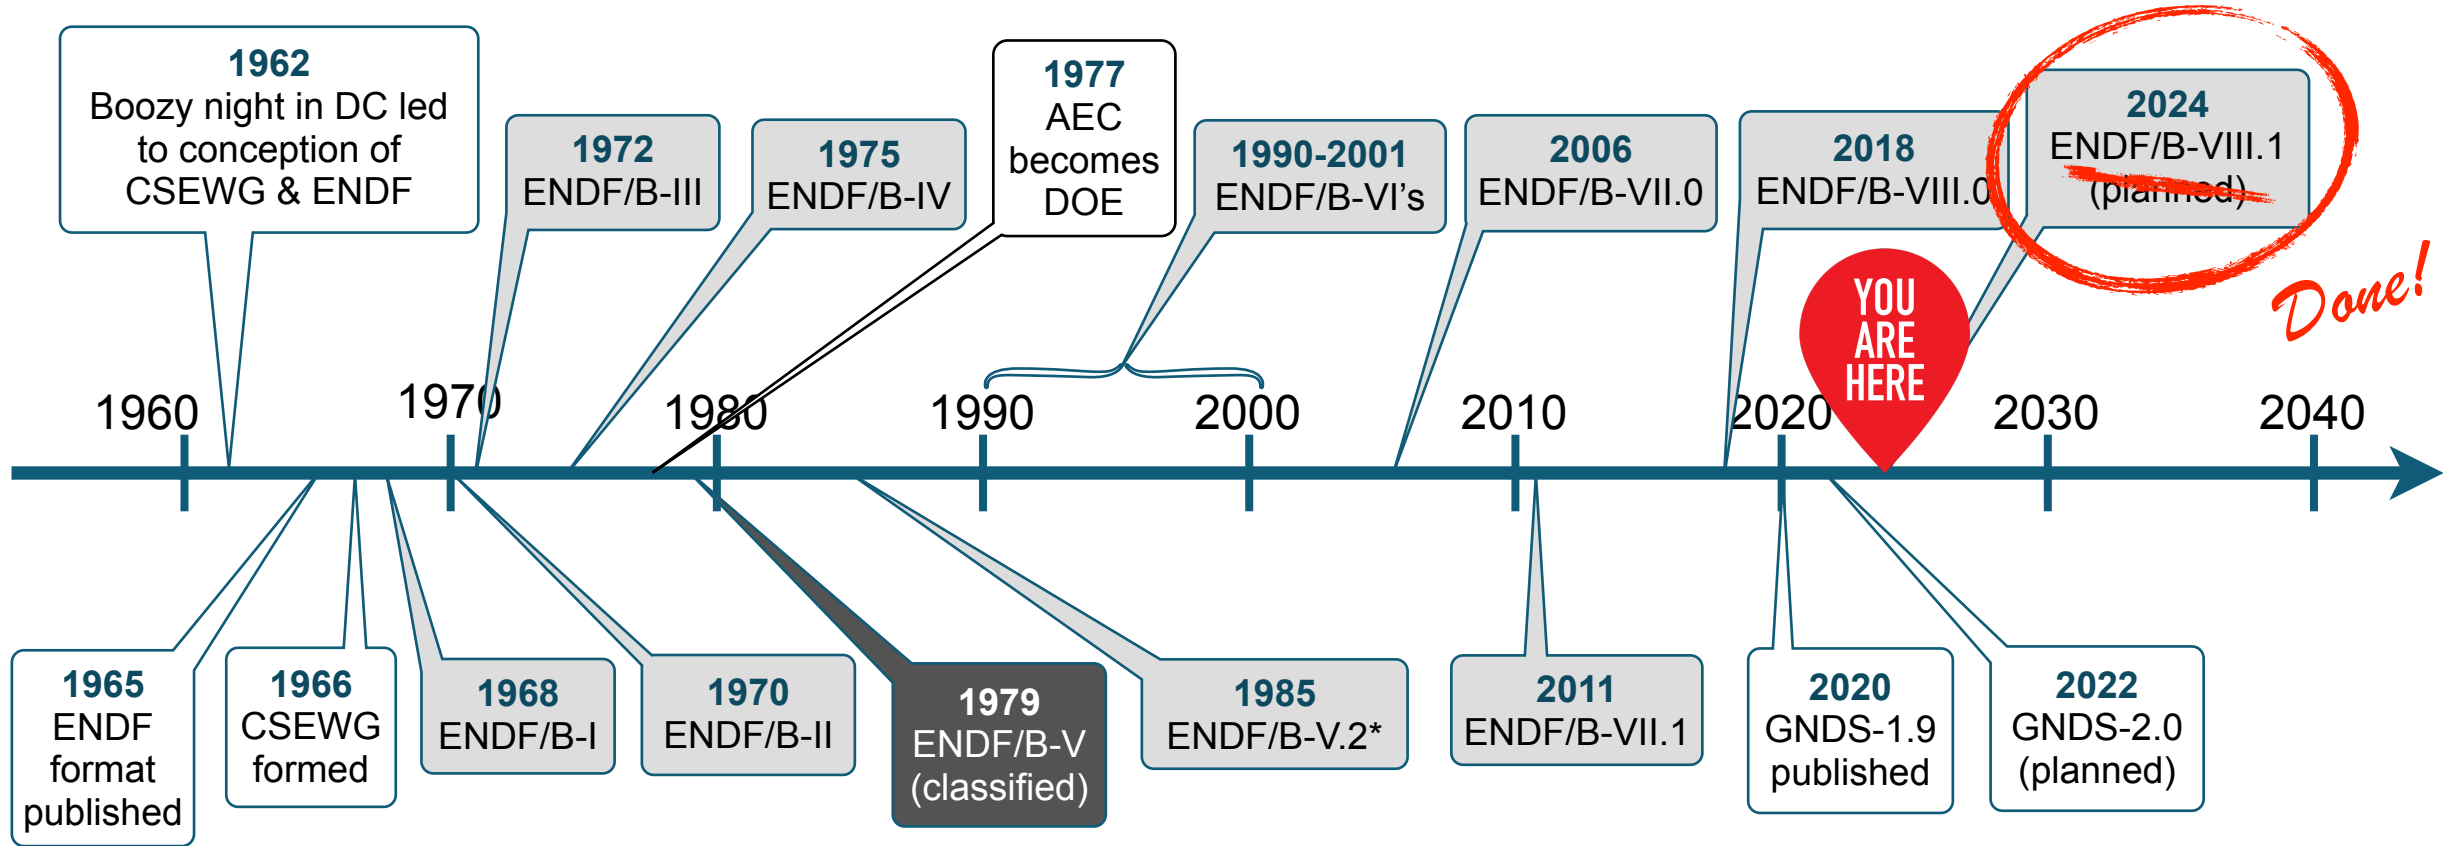 1962
Boozy night in DC led
to conception of
CSEWG & ENDF
1972
ENDF/B-III
1975
ENDF/B-IV
1977
AEC
becomes
DOE
1990-2001
ENDF/B-VI's
2006
ENDF/B-VII.0
2018
ENDF/B-VIII.0
2024
ENDF/B-VIII.1
(planned)
Done!
YOU
ARE
HERE
1960
1970
1980
1990
2000
2010
2020
2030
2040
1965
ENDF
format
published
1966
CSEWG
formed
1968
ENDF/B-I
1970
ENDF/B-II
1979
ENDF/B-V
(classified)
1985
ENDF/B-V.2*
2011
ENDF/B-VII.1
2020
GNDS-1.9
published
2022
GNDS-2.0
(planned)